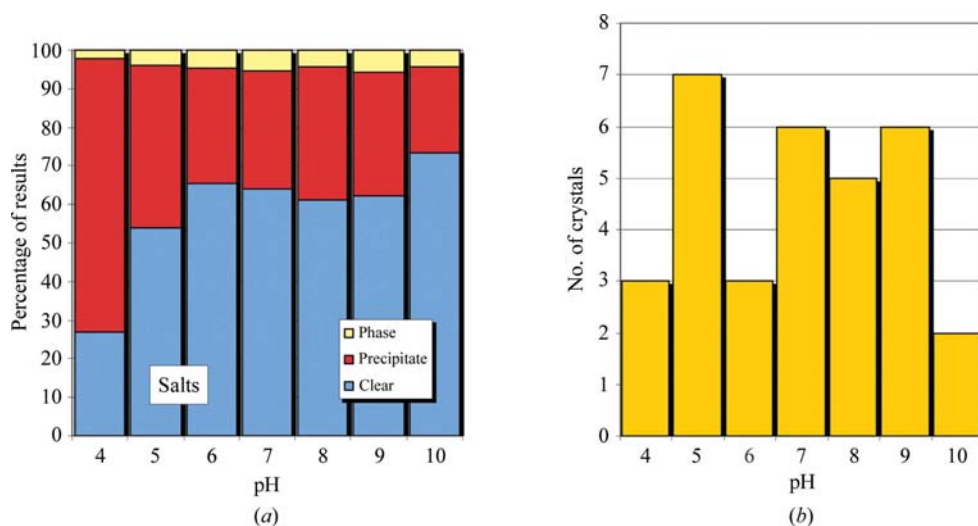 100
90
80
70
60
50
40
30
20
10
0
Percentage of results
Phase
Precipitate
Clear
Salts
4 5 6 7 8 9 10
pH
(a)
8
7
6
5
4
3
2
1
0
No. of crystals
4 5 6 7 8 9 10
pH
(b)